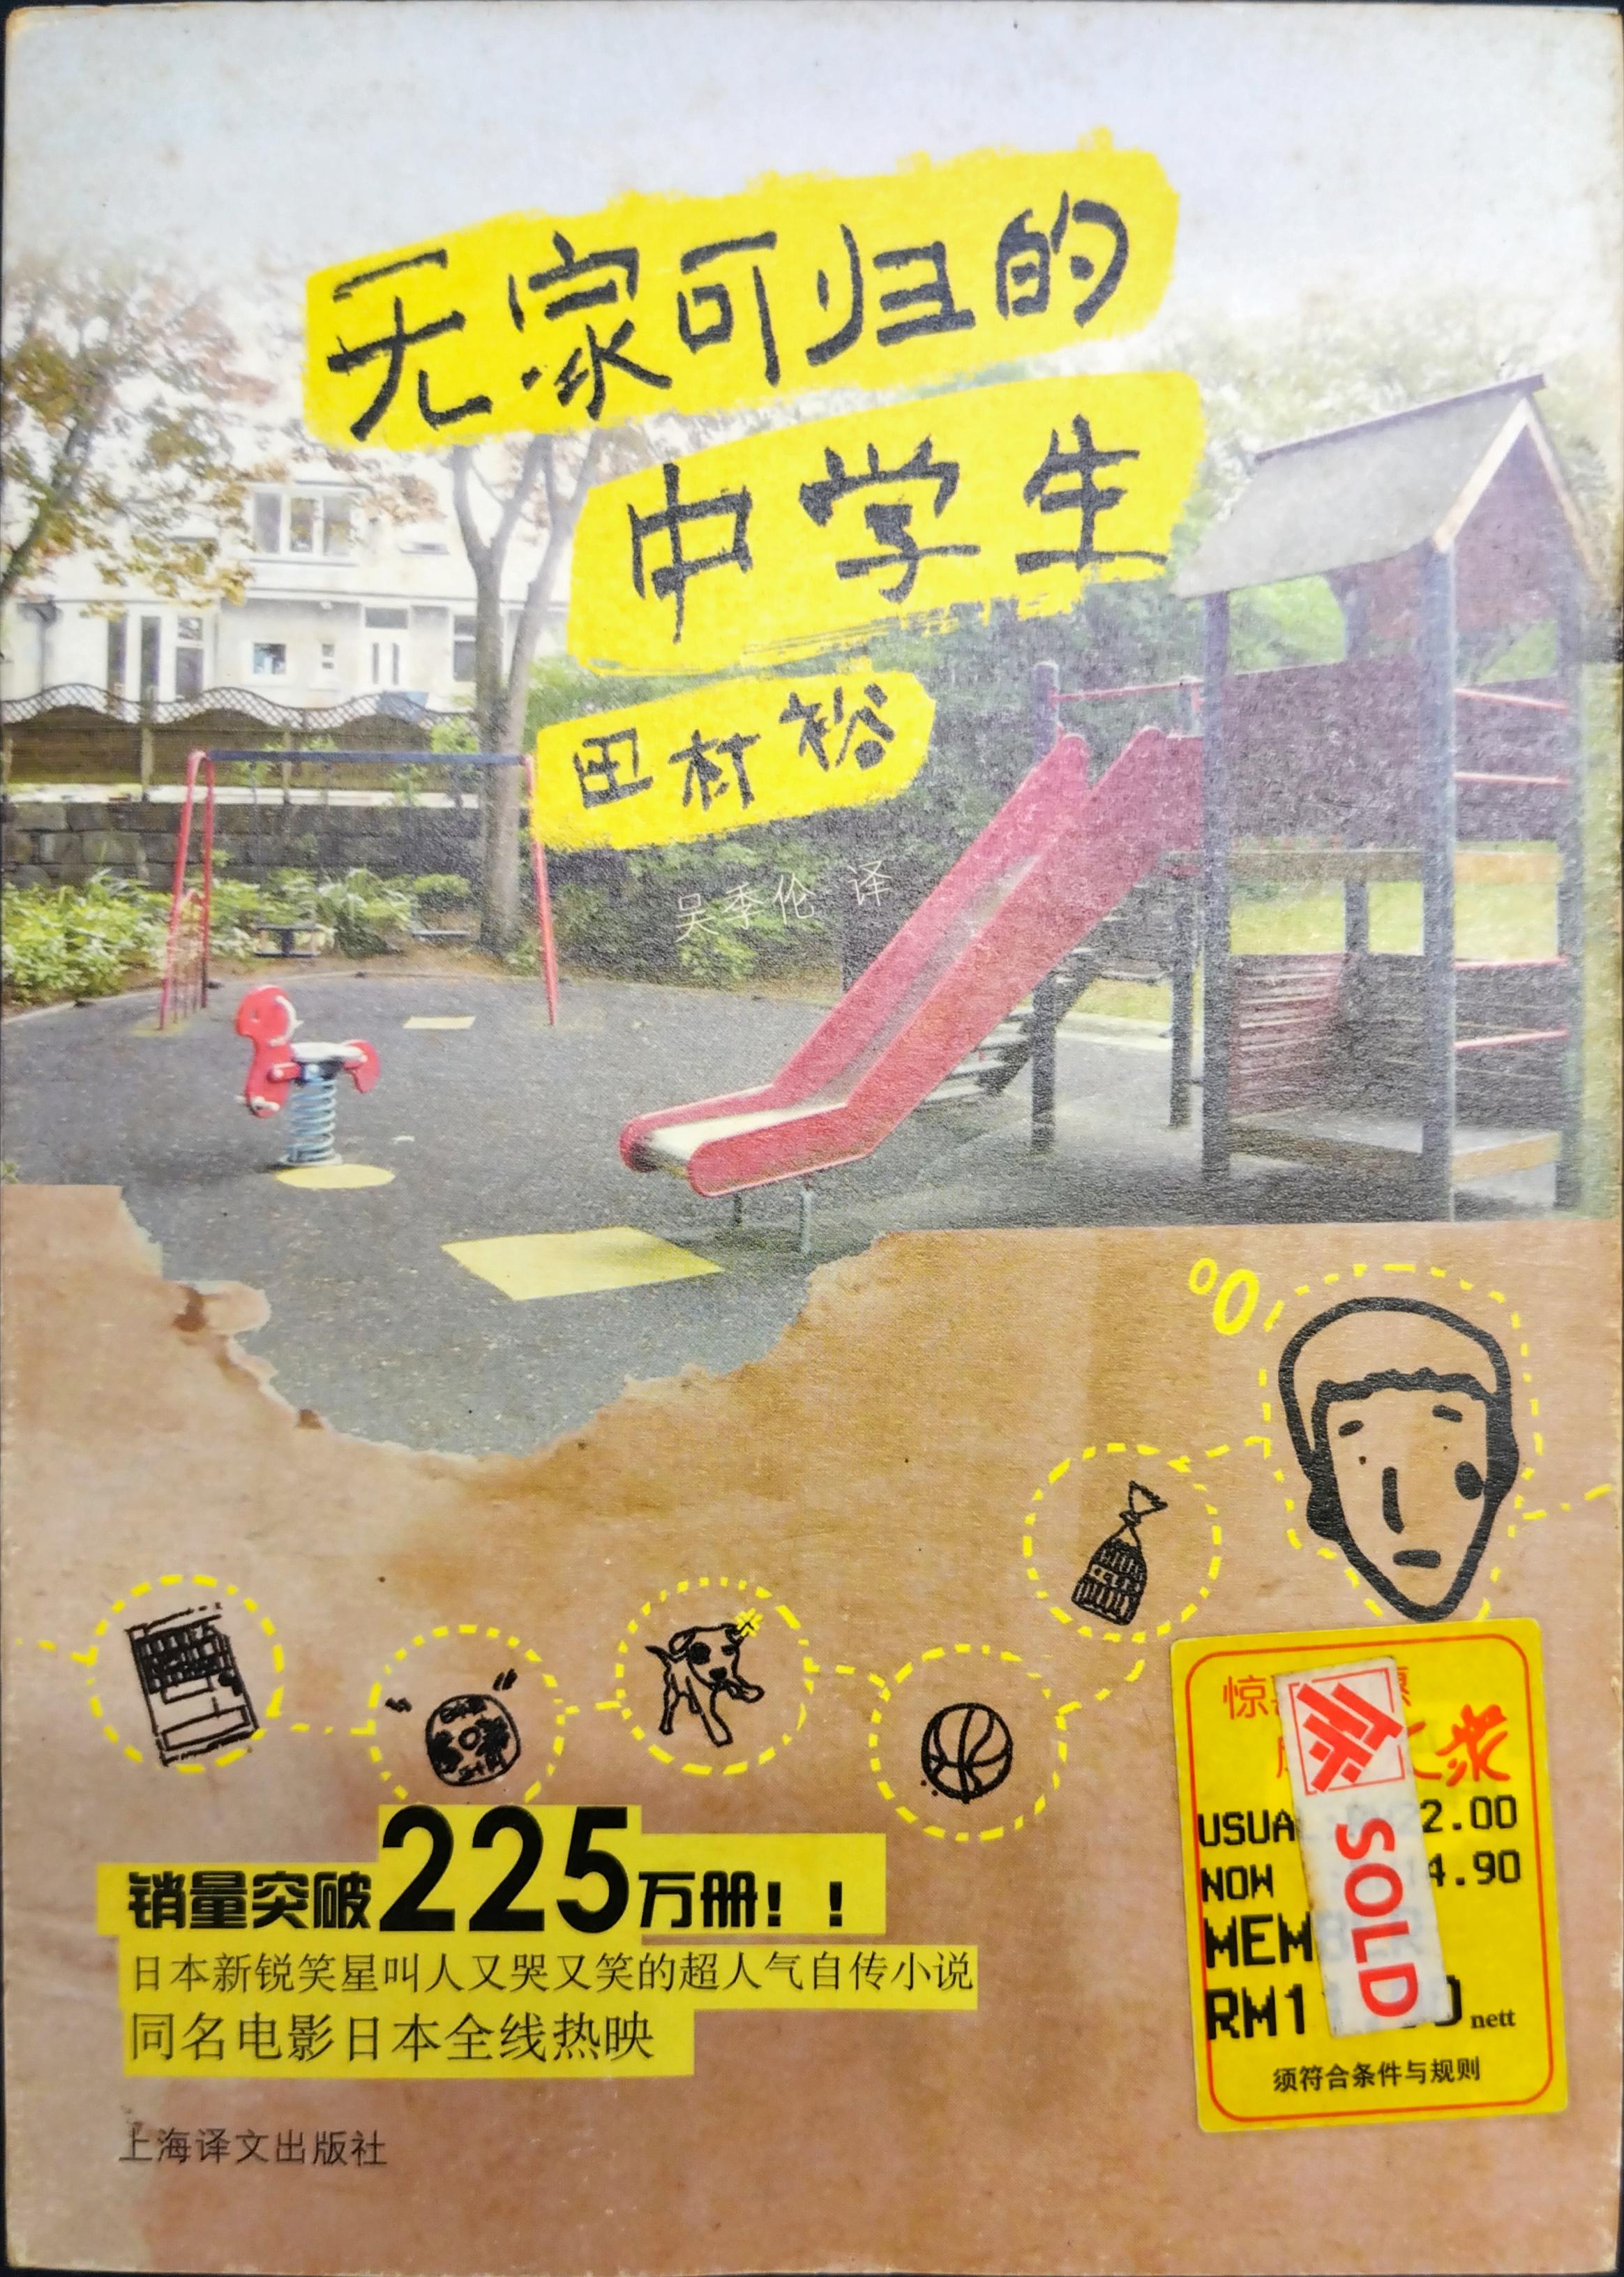 无家可归的
中学生
田村裕
吴季伦 译
销量突破225万册！！
日本新锐笑星叫人又哭又笑的超人气自传小说
同名电影日本全线热映
上海译文出版社
惊
SOLD
USUA 22.00
NOW 4.90
MEM
RM1 0 nett
须符合条件与规则